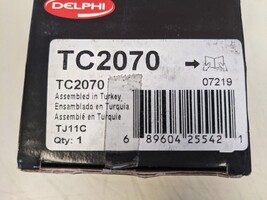 DELPHI
TC2070
TC2070
07219
Assembled in Turkey
Ensamblado en Turquía
Assemblé en Turquie
TJ11C
Qty: 1
6 89604 25542 1